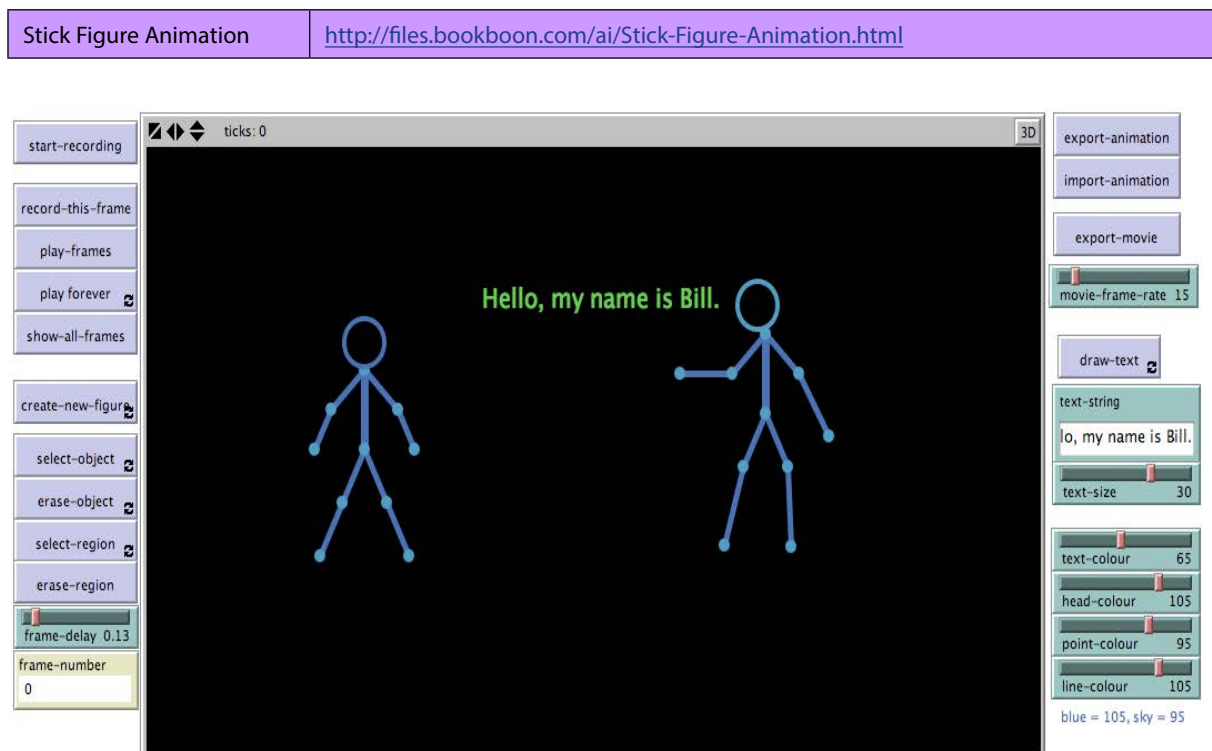 Stick Figure Animation
http://files.bookboon.com/ai/Stick-Figure-Animation.html
ticks: 0
3D
start-recording
record-this-frame
play-frames
play forever
show-all-frames
create-new-figure
select-object
erase-object
select-region
erase-region
frame-delay 0.13
frame-number
0
Hello, my name is Bill.
export-animation
import-animation
export-movie
movie-frame-rate 15
draw-text
text-string
lo, my name is Bill.
text-size 30
text-colour 65
head-colour 105
point-colour 95
line-colour 105
blue = 105, sky = 95